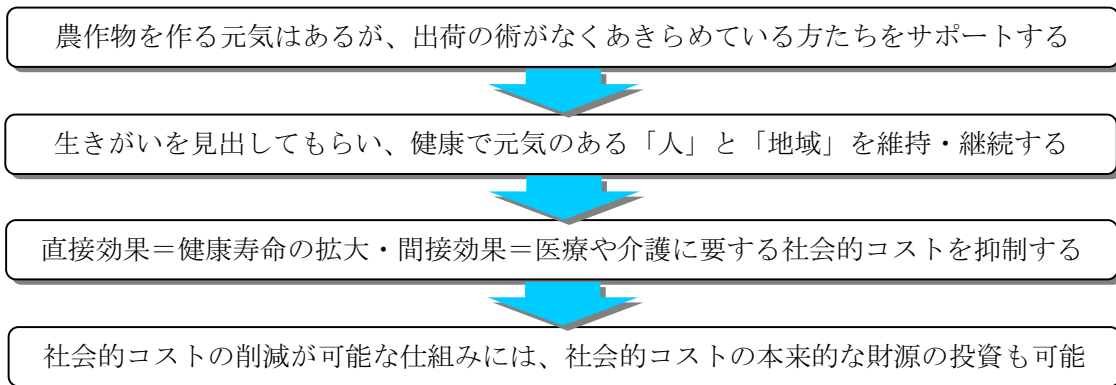 農作物を作る元気はあるが、出荷の術がなくあきらめている方たちをサポートする
生きがいを見出してもらい、健康で元気のある「人」と「地域」を維持・継続する
直接効果＝健康寿命の拡大・間接効果＝医療や介護に要する社会的コストを抑制する
社会的コストの削減が可能な仕組みには、社会的コストの本来的な財源の投資も可能